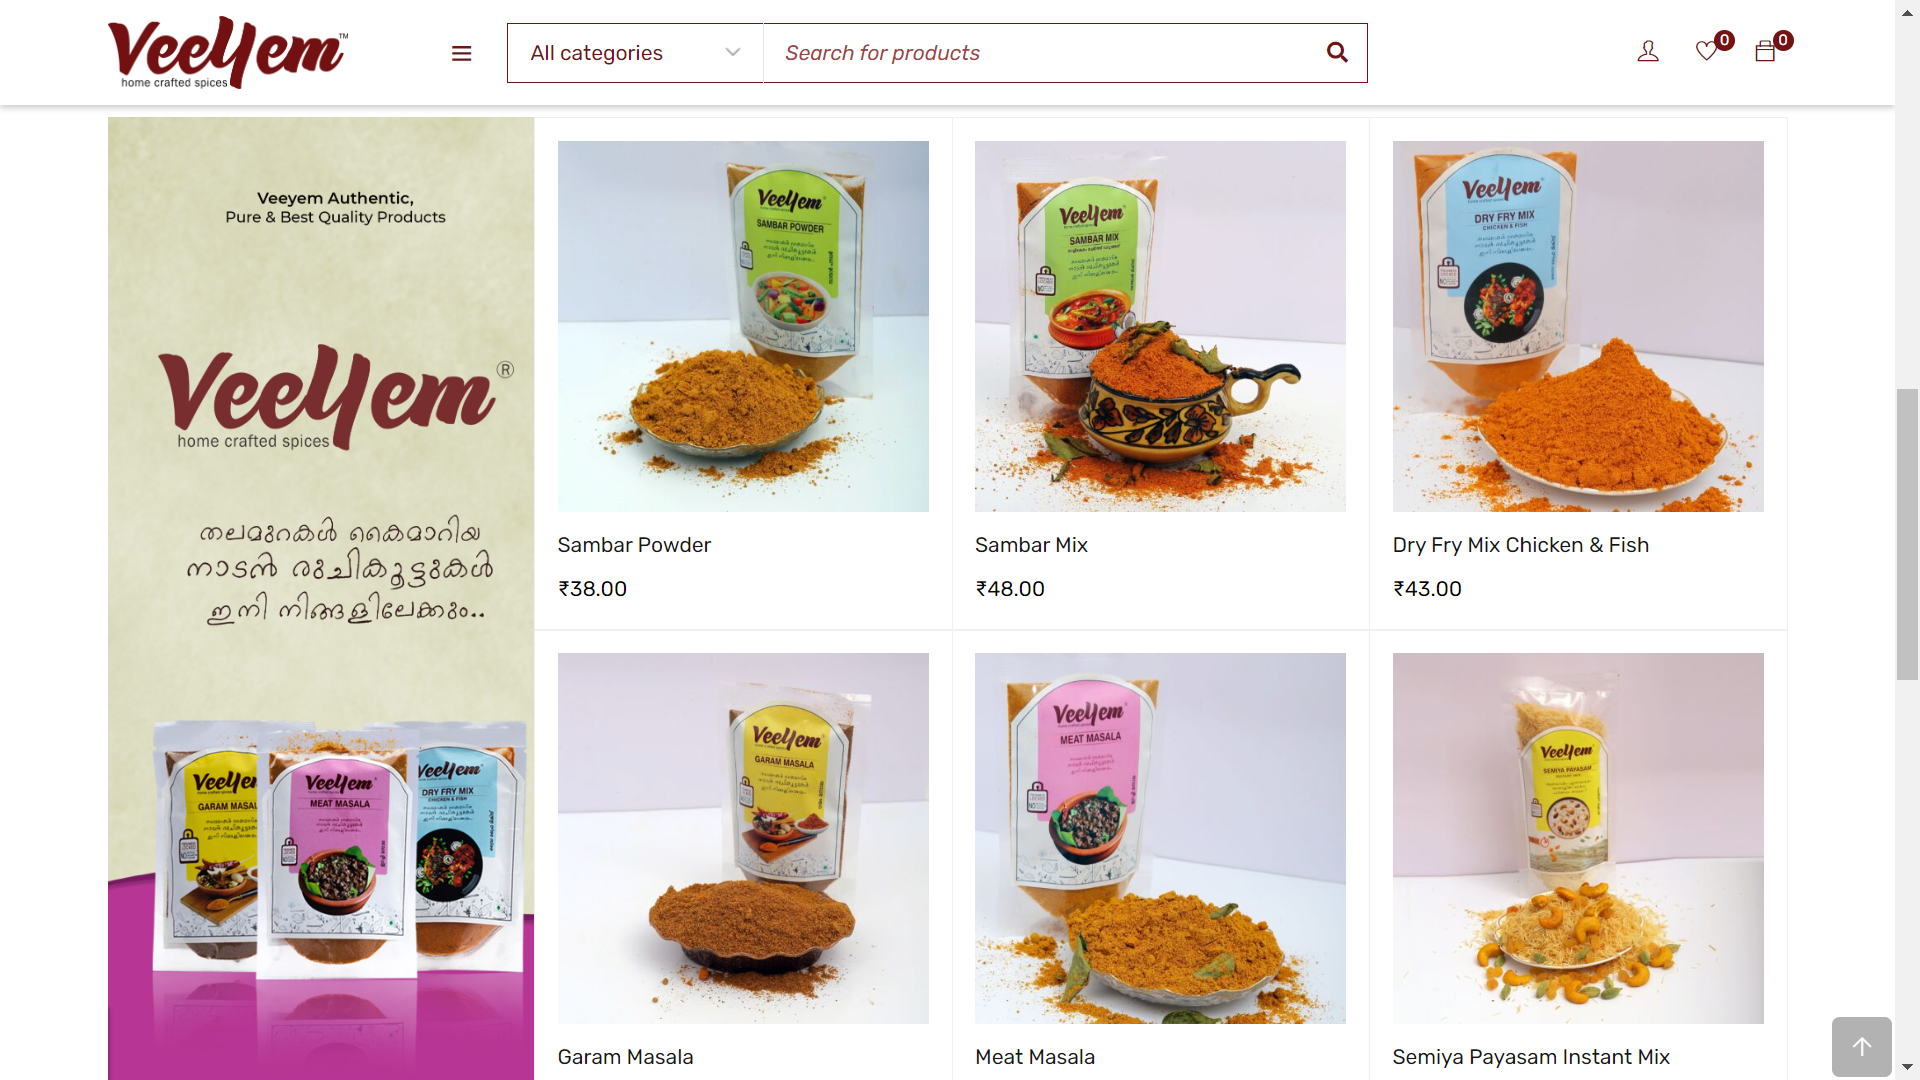 VeeYem™
home crafted spices
All categories
Search for products
0
0
Veeyem Authentic,
Pure & Best Quality Products
VeeYem®
home crafted spices
തലമുറകൾ കൈമാറിയ
നാടൻ രുചികൂട്ടുകൾ
ഇനി നിങ്ങളിലേക്കും..
VeeYem
GARAM MASAL
VeeYem
MEAT MASALA
VeeYem
DRY FRY MIX
CHICKEN & FISH
VeeYem
SAMBAR POWDER
Sambar Powder
₹38.00
VeeYem
SAMBAR MIX
Sambar Mix
₹48.00
VeeYem
DRY FRY MIX
CHICKEN & FISH
Dry Fry Mix Chicken & Fish
₹43.00
VeeYem
GARAM MASALA
Garam Masala
VeeYem
MEAT MASALA
Meat Masala
VeeYem
SEMIYA PAYASAM
Semiya Payasam Instant Mix